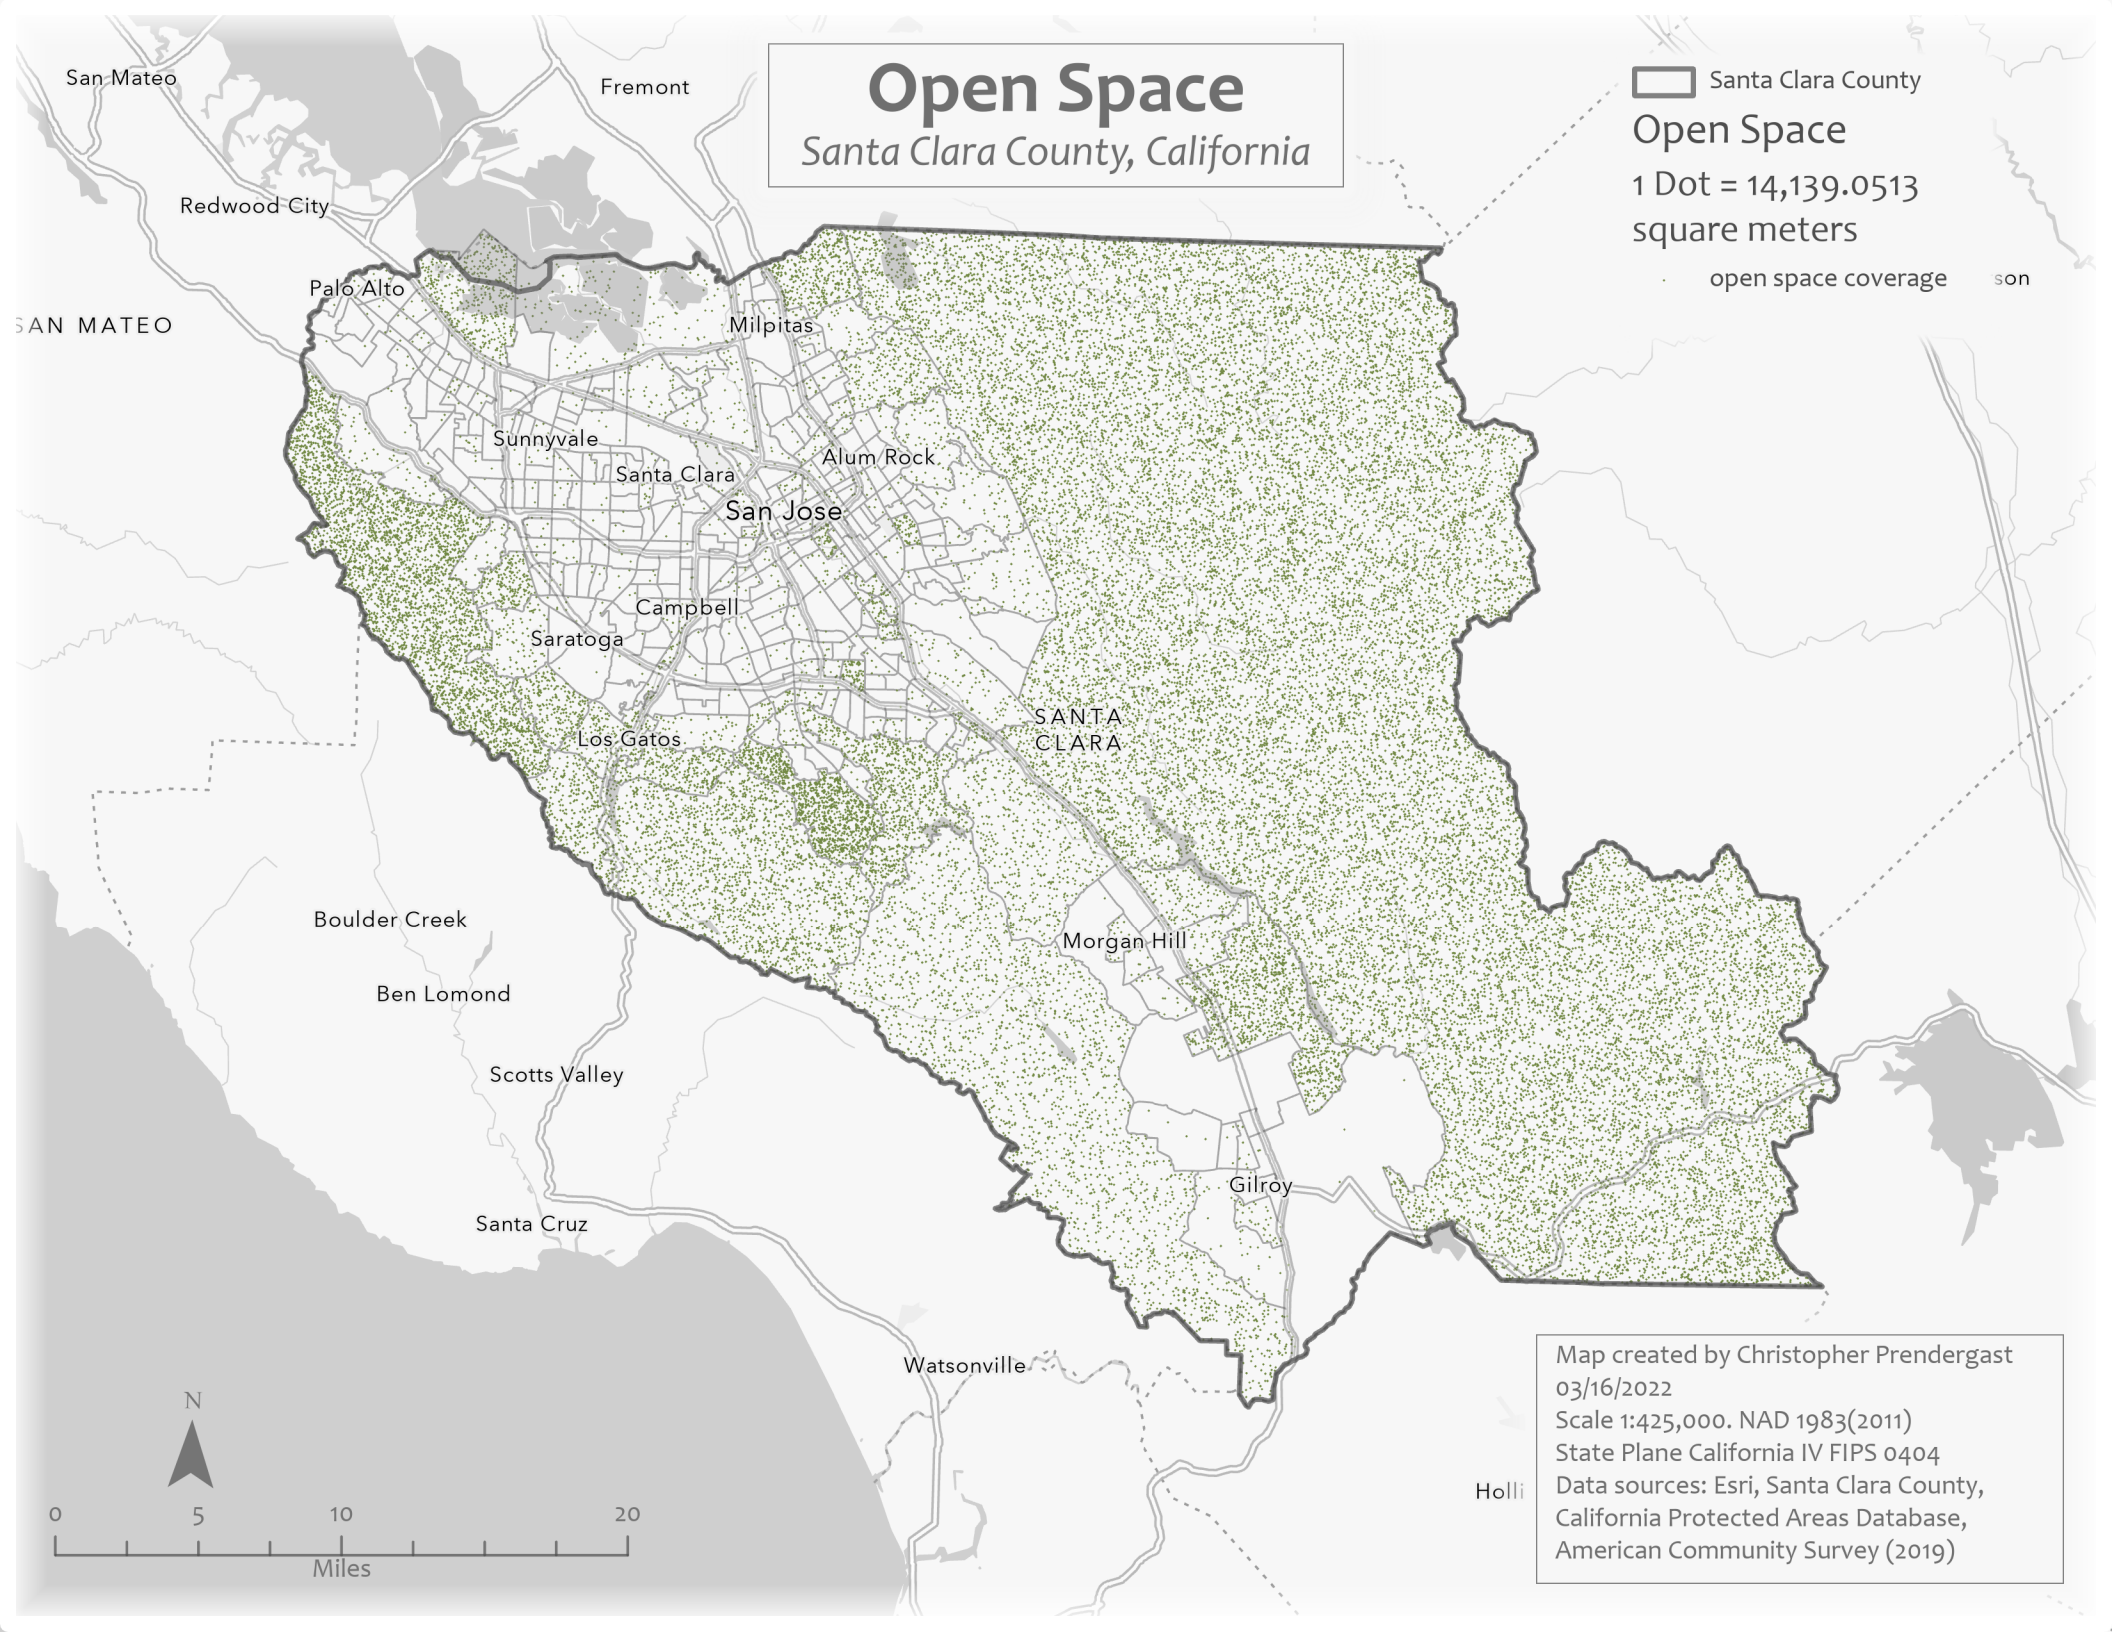 Open Space
Santa Clara County, California
Santa Clara County
Open Space
1 Dot = 14,139.0513
square meters
open space coverage
son
San Mateo
Fremont
Redwood City
Palo Alto
SAN MATEO
Milpitas
Sunnyvale
Santa Clara
Alum Rock
San Jose
Campbell
Saratoga
Los Gatos
SANTA
CLARA
Boulder Creek
Morgan Hill
Ben Lomond
Scotts Valley
Gilroy
Santa Cruz
Watsonville
Holli
N
0 5 10 20
Miles
Map created by Christopher Prendergast
03/16/2022
Scale 1:425,000. NAD 1983(2011)
State Plane California IV FIPS 0404
Data sources: Esri, Santa Clara County,
California Protected Areas Database,
American Community Survey (2019)